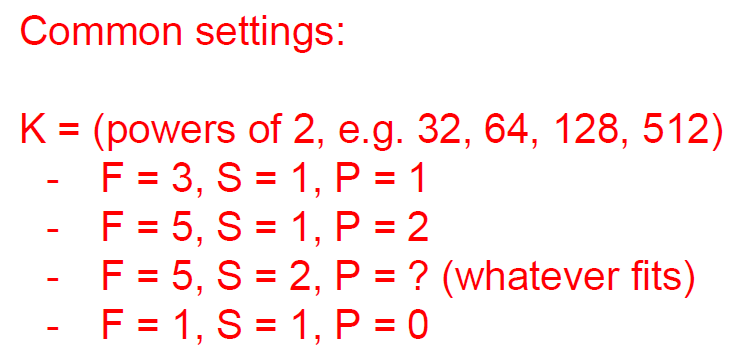 Common settings:
K = (powers of 2, e.g. 32, 64, 128, 512)
- F = 3, S = 1, P = 1
- F = 5, S = 1, P = 2
- F = 5, S = 2, P = ? (whatever fits)
- F = 1, S = 1, P = 0